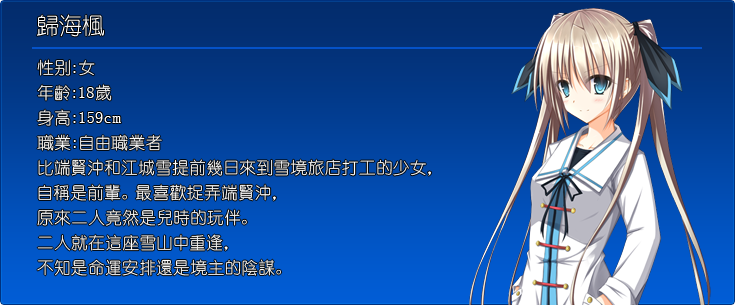 歸海楓
性别:女
年齡:18歲
身高:159cm
職業:自由職業者
比端賢沖和江城雪提前幾日來到雪境旅店打工的少女,
自稱是前輩。最喜歡捉弄端賢沖,
原來二人竟然是兒時的玩伴。
二人就在這座雪山中重逢,
不知是命運安排還是境主的陰謀。